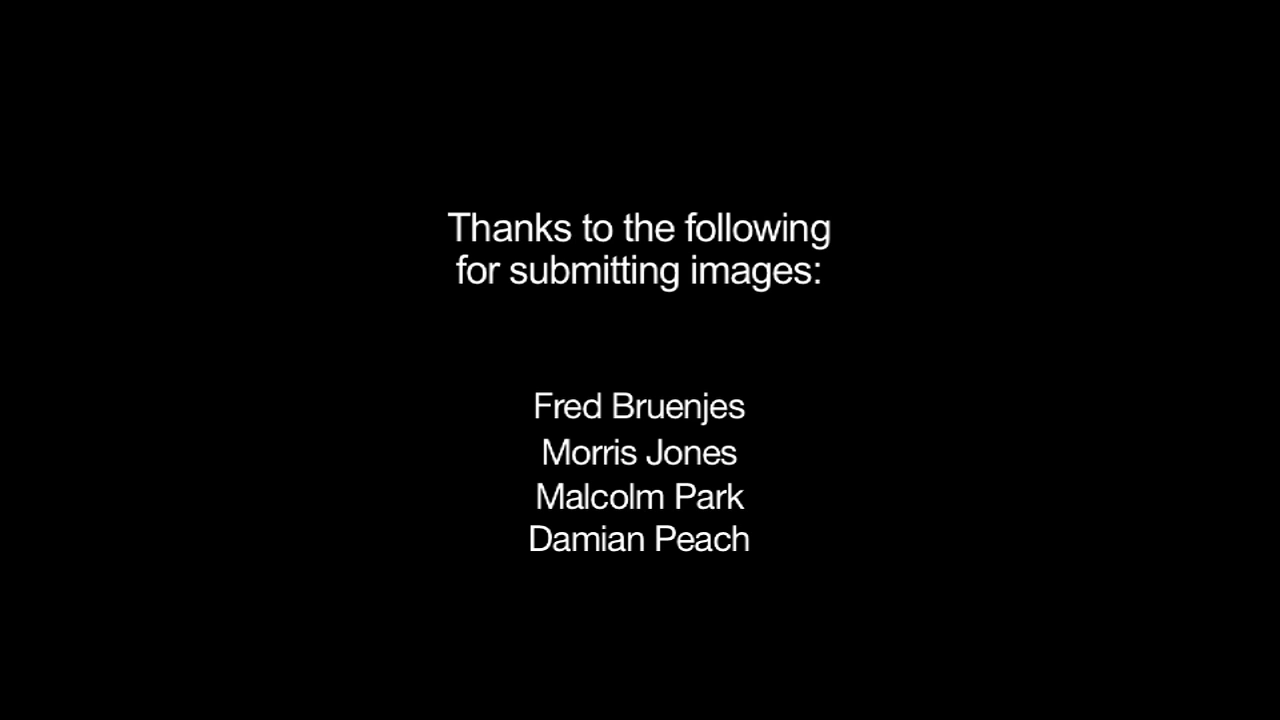 Thanks to the following
for submitting images:
Fred Bruenjes
Morris Jones
Malcolm Park
Damian Peach